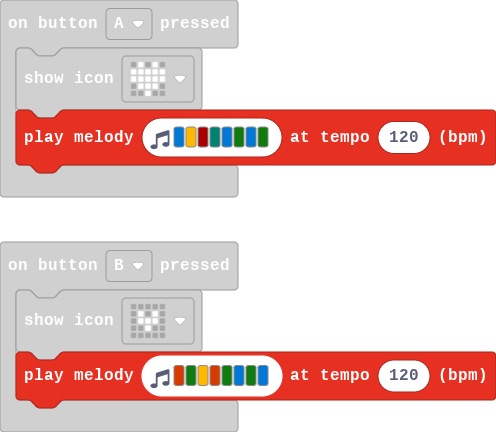 on button A pressed
show icon
play melody at tempo 120 (bpm)
on button B pressed
show icon
play melody at tempo 120 (bpm)